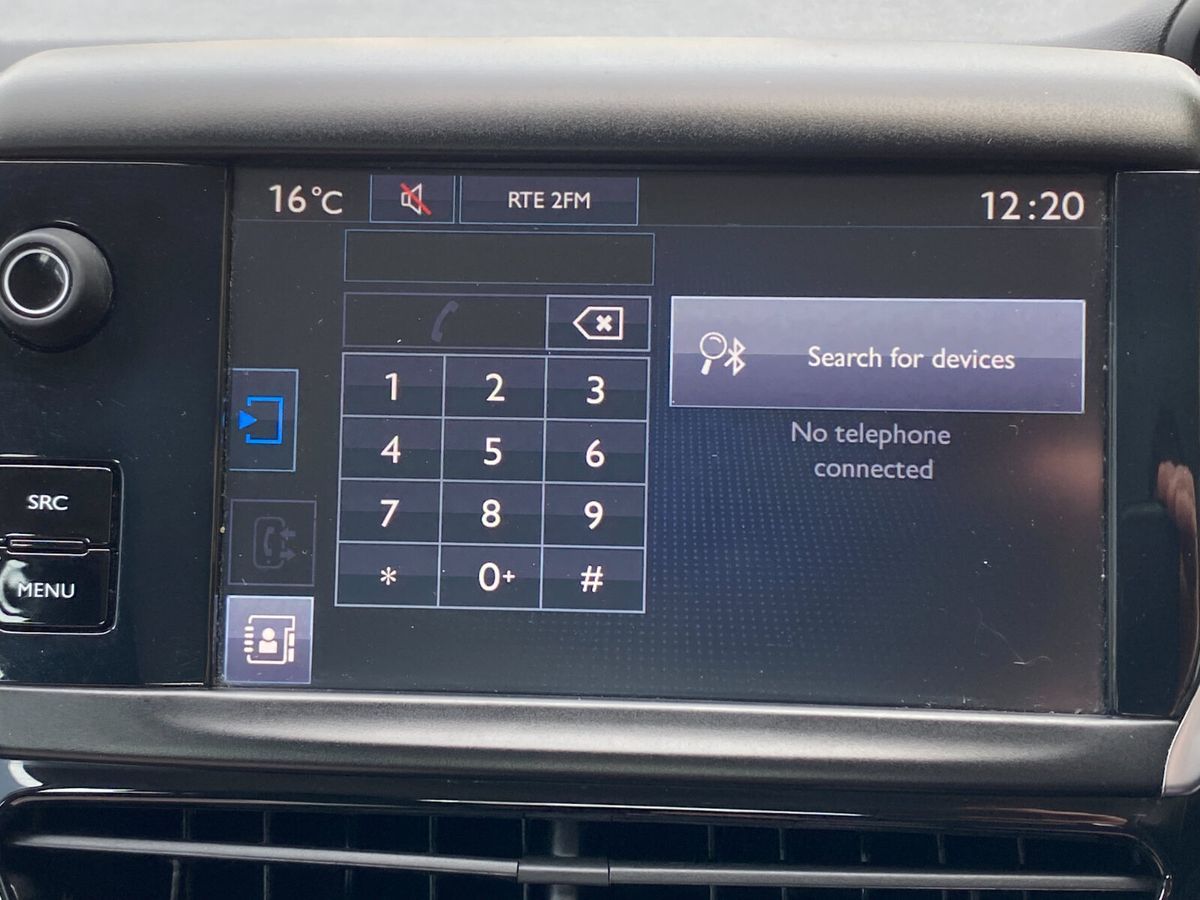 16°C
RTE 2FM
12:20
Search for devices
No telephone
connected
1 2 3
4 5 6
7 8 9
* 0+ #
SRC
MENU